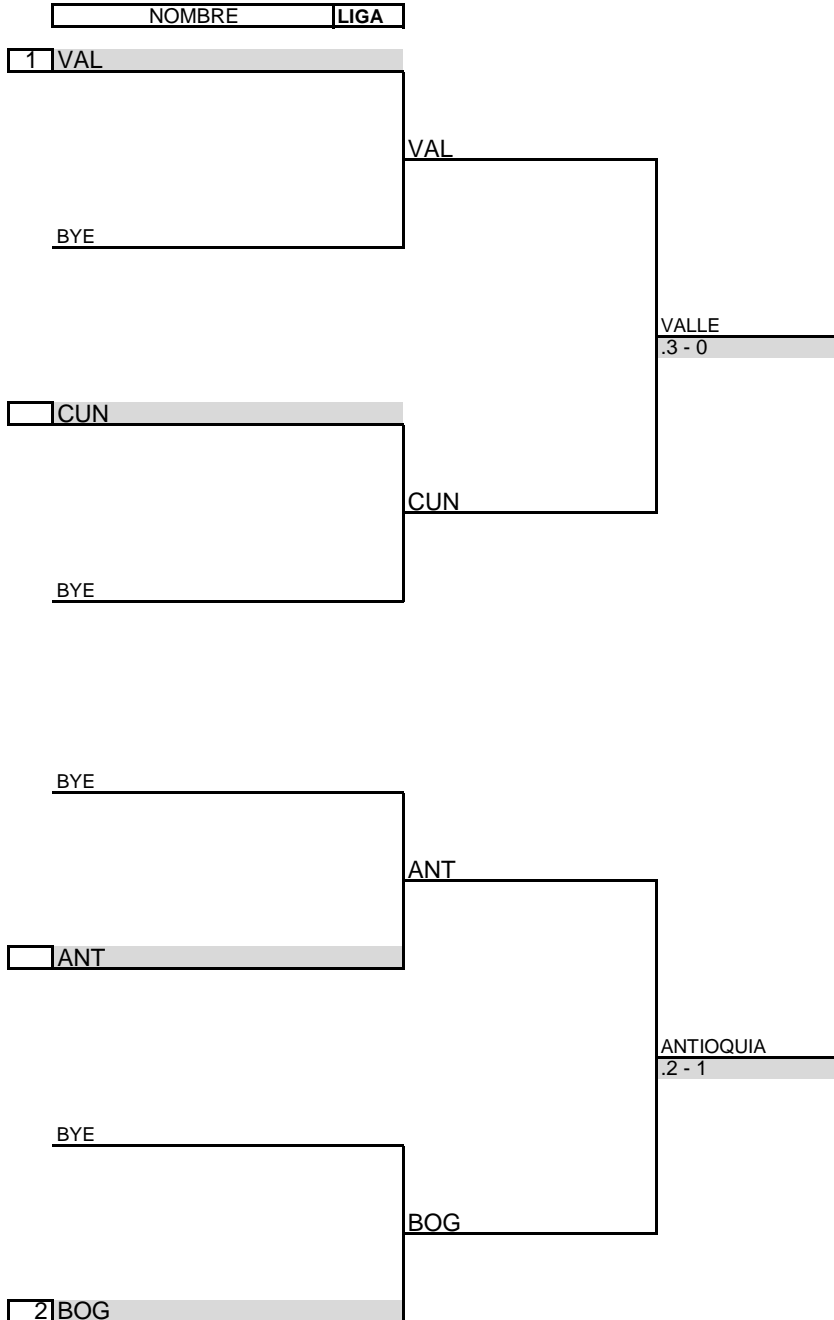 NOMBRE LIGA
1 VAL
VAL
BYE
VALLE
.3 - 0
CUN
CUN
BYE
BYE
ANT
ANT
ANTIOQUIA
.2 - 1
BYE
BOG
2 BOG